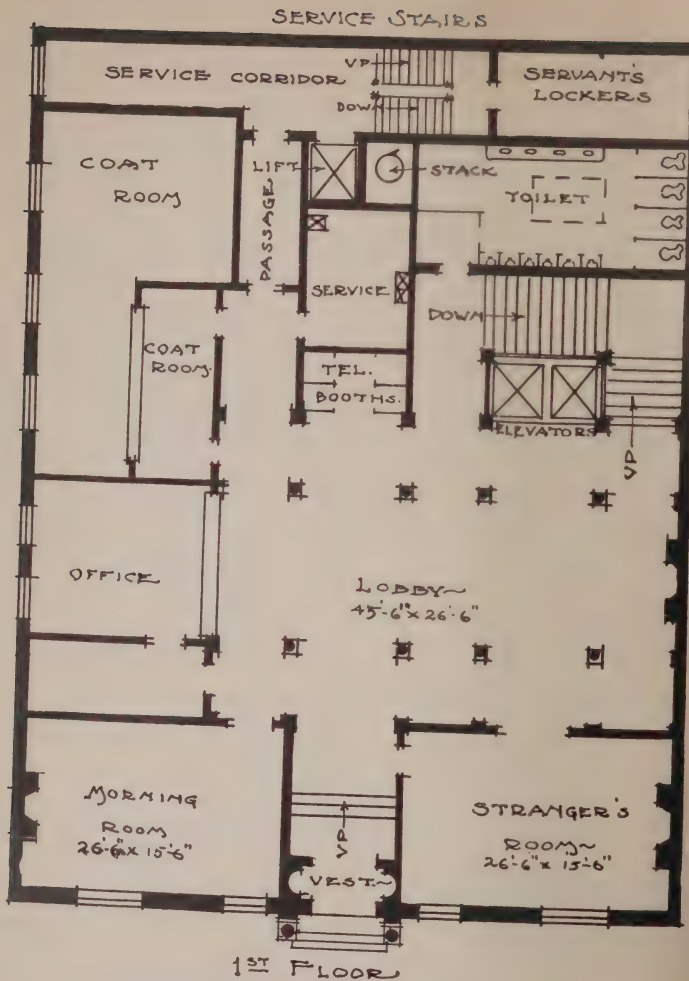 SERVICE STAIRS
UP
SERVICE CORRIDOR
DOWN
SERVANT'S
LOCKERS
COAT
ROOM
LIFT
STACK
TOILET
PASSAGE
SERVICE
DOWN
COAT
ROOM
TEL.
BOOTHS.
ELEVATORS
UP
OFFICE
LOBBY~
45'-6" x 26'-6"
MORNING
ROOM
26'-6" x 15'-6"
UP
STRANGER'S
ROOM~
26'-6" x 15'-6"
VEST~
1ST FLOOR